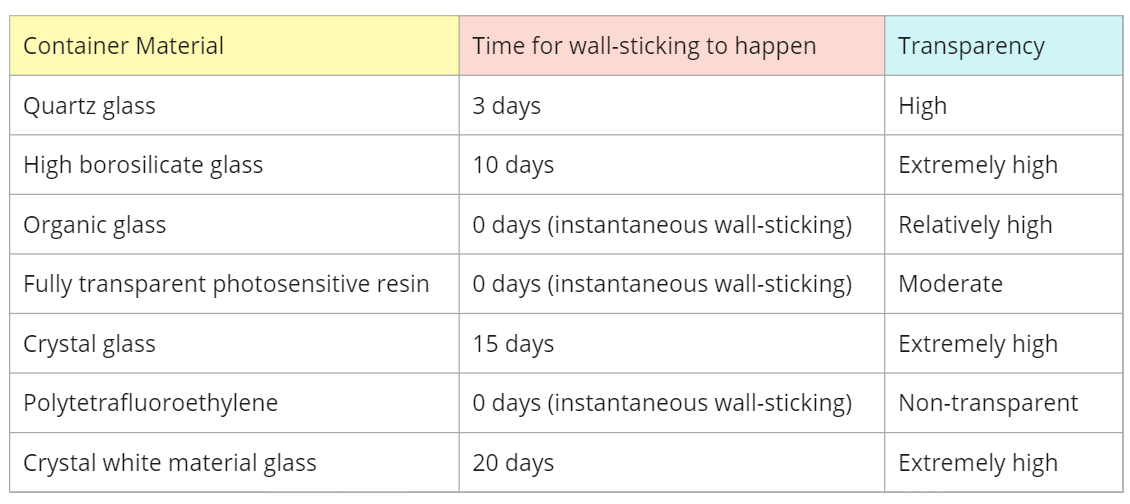 Container Material Time for wall-sticking to happen Transparency
Quartz glass 3 days High
High borosilicate glass 10 days Extremely high
Organic glass 0 days (instantaneous wall-sticking) Relatively high
Fully transparent photosensitive resin 0 days (instantaneous wall-sticking) Moderate
Crystal glass 15 days Extremely high
Polytetrafluoroethylene 0 days (instantaneous wall-sticking) Non-transparent
Crystal white material glass 20 days Extremely high